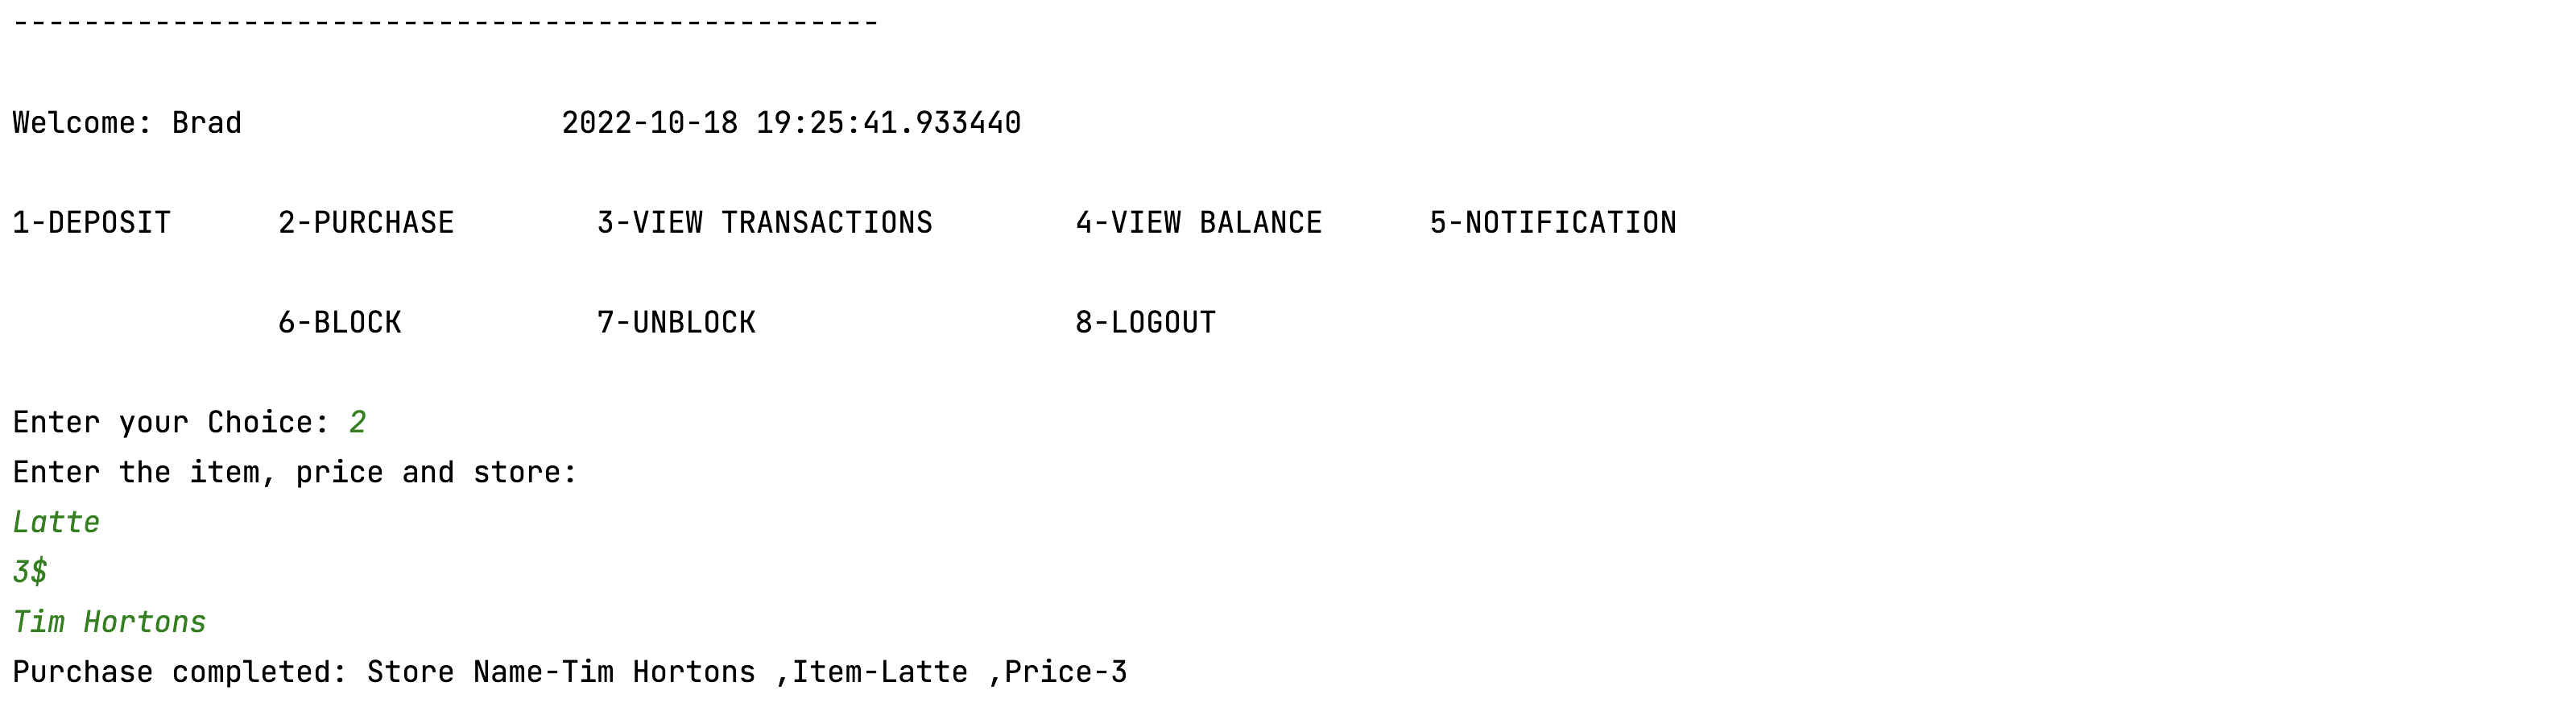 -------------------------------------------------
Welcome: Brad                  2022-10-18 19:25:41.933440
1-DEPOSIT      2-PURCHASE        3-VIEW TRANSACTIONS        4-VIEW BALANCE      5-NOTIFICATION
               6-BLOCK           7-UNBLOCK                  8-LOGOUT
Enter your Choice: 2
Enter the item, price and store:
Latte
3$
Tim Hortons
Purchase completed: Store Name-Tim Hortons ,Item-Latte ,Price-3